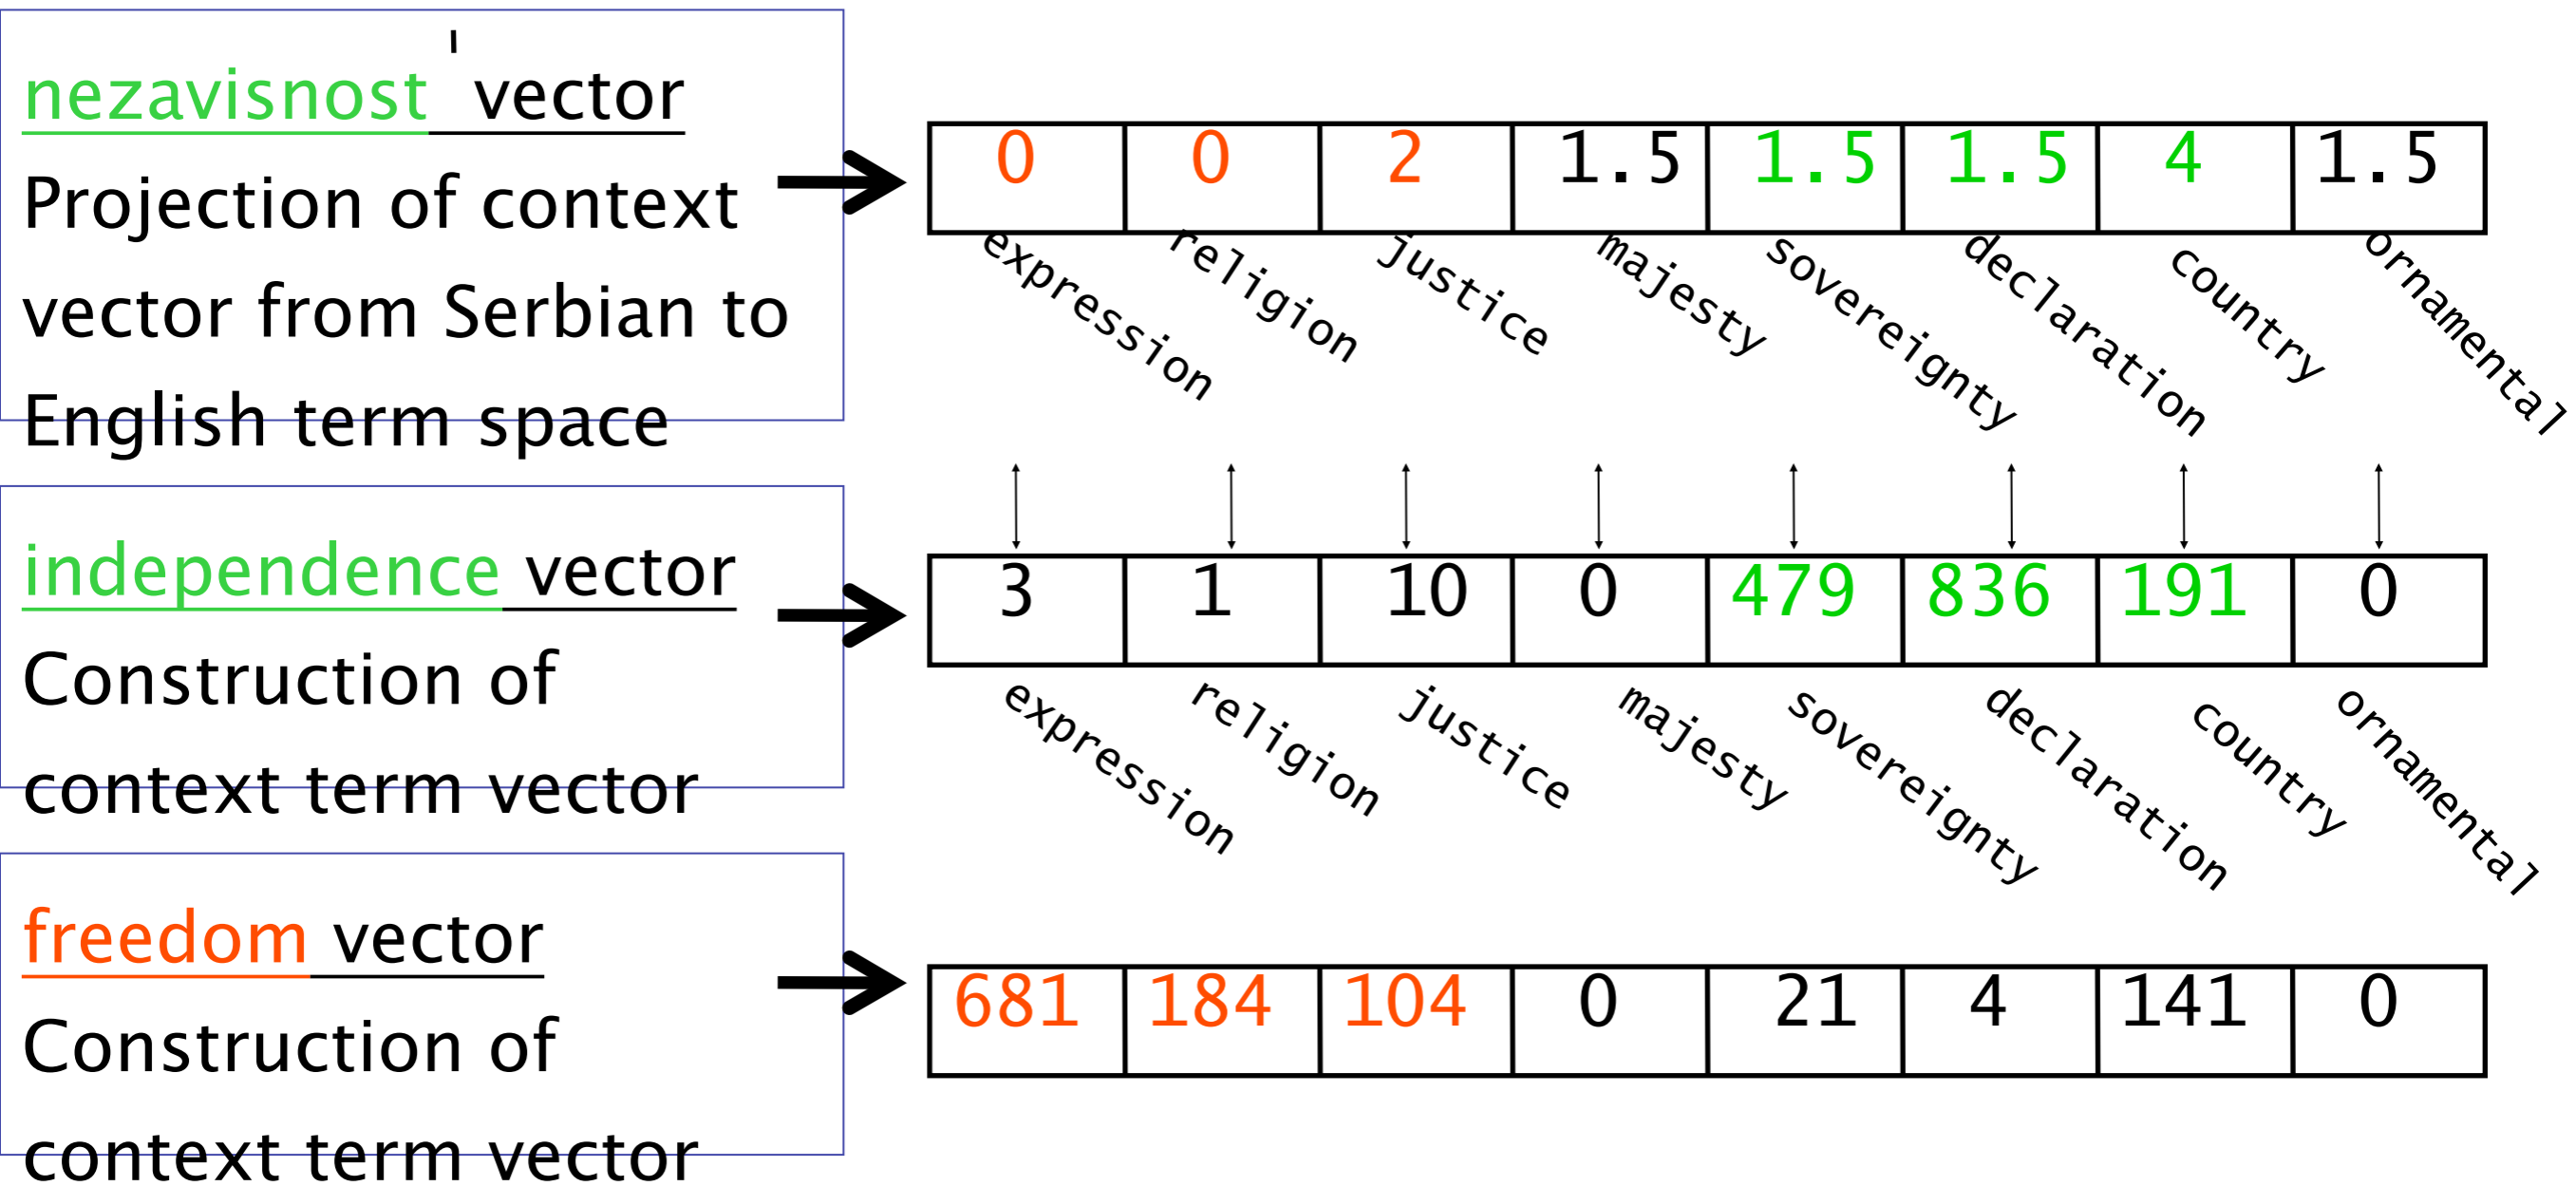 nezavisnost' vector
Projection of context
vector from Serbian to
English term space
0 0 2 1.5 1.5 1.5 4 1.5
expression religion justice majesty sovereignty declaration country ornamental
independence vector
Construction of
context term vector
3 1 10 0 479 836 191 0
expression religion justice majesty sovereignty declaration country ornamental
freedom vector
Construction of
context term vector
681 184 104 0 21 4 141 0